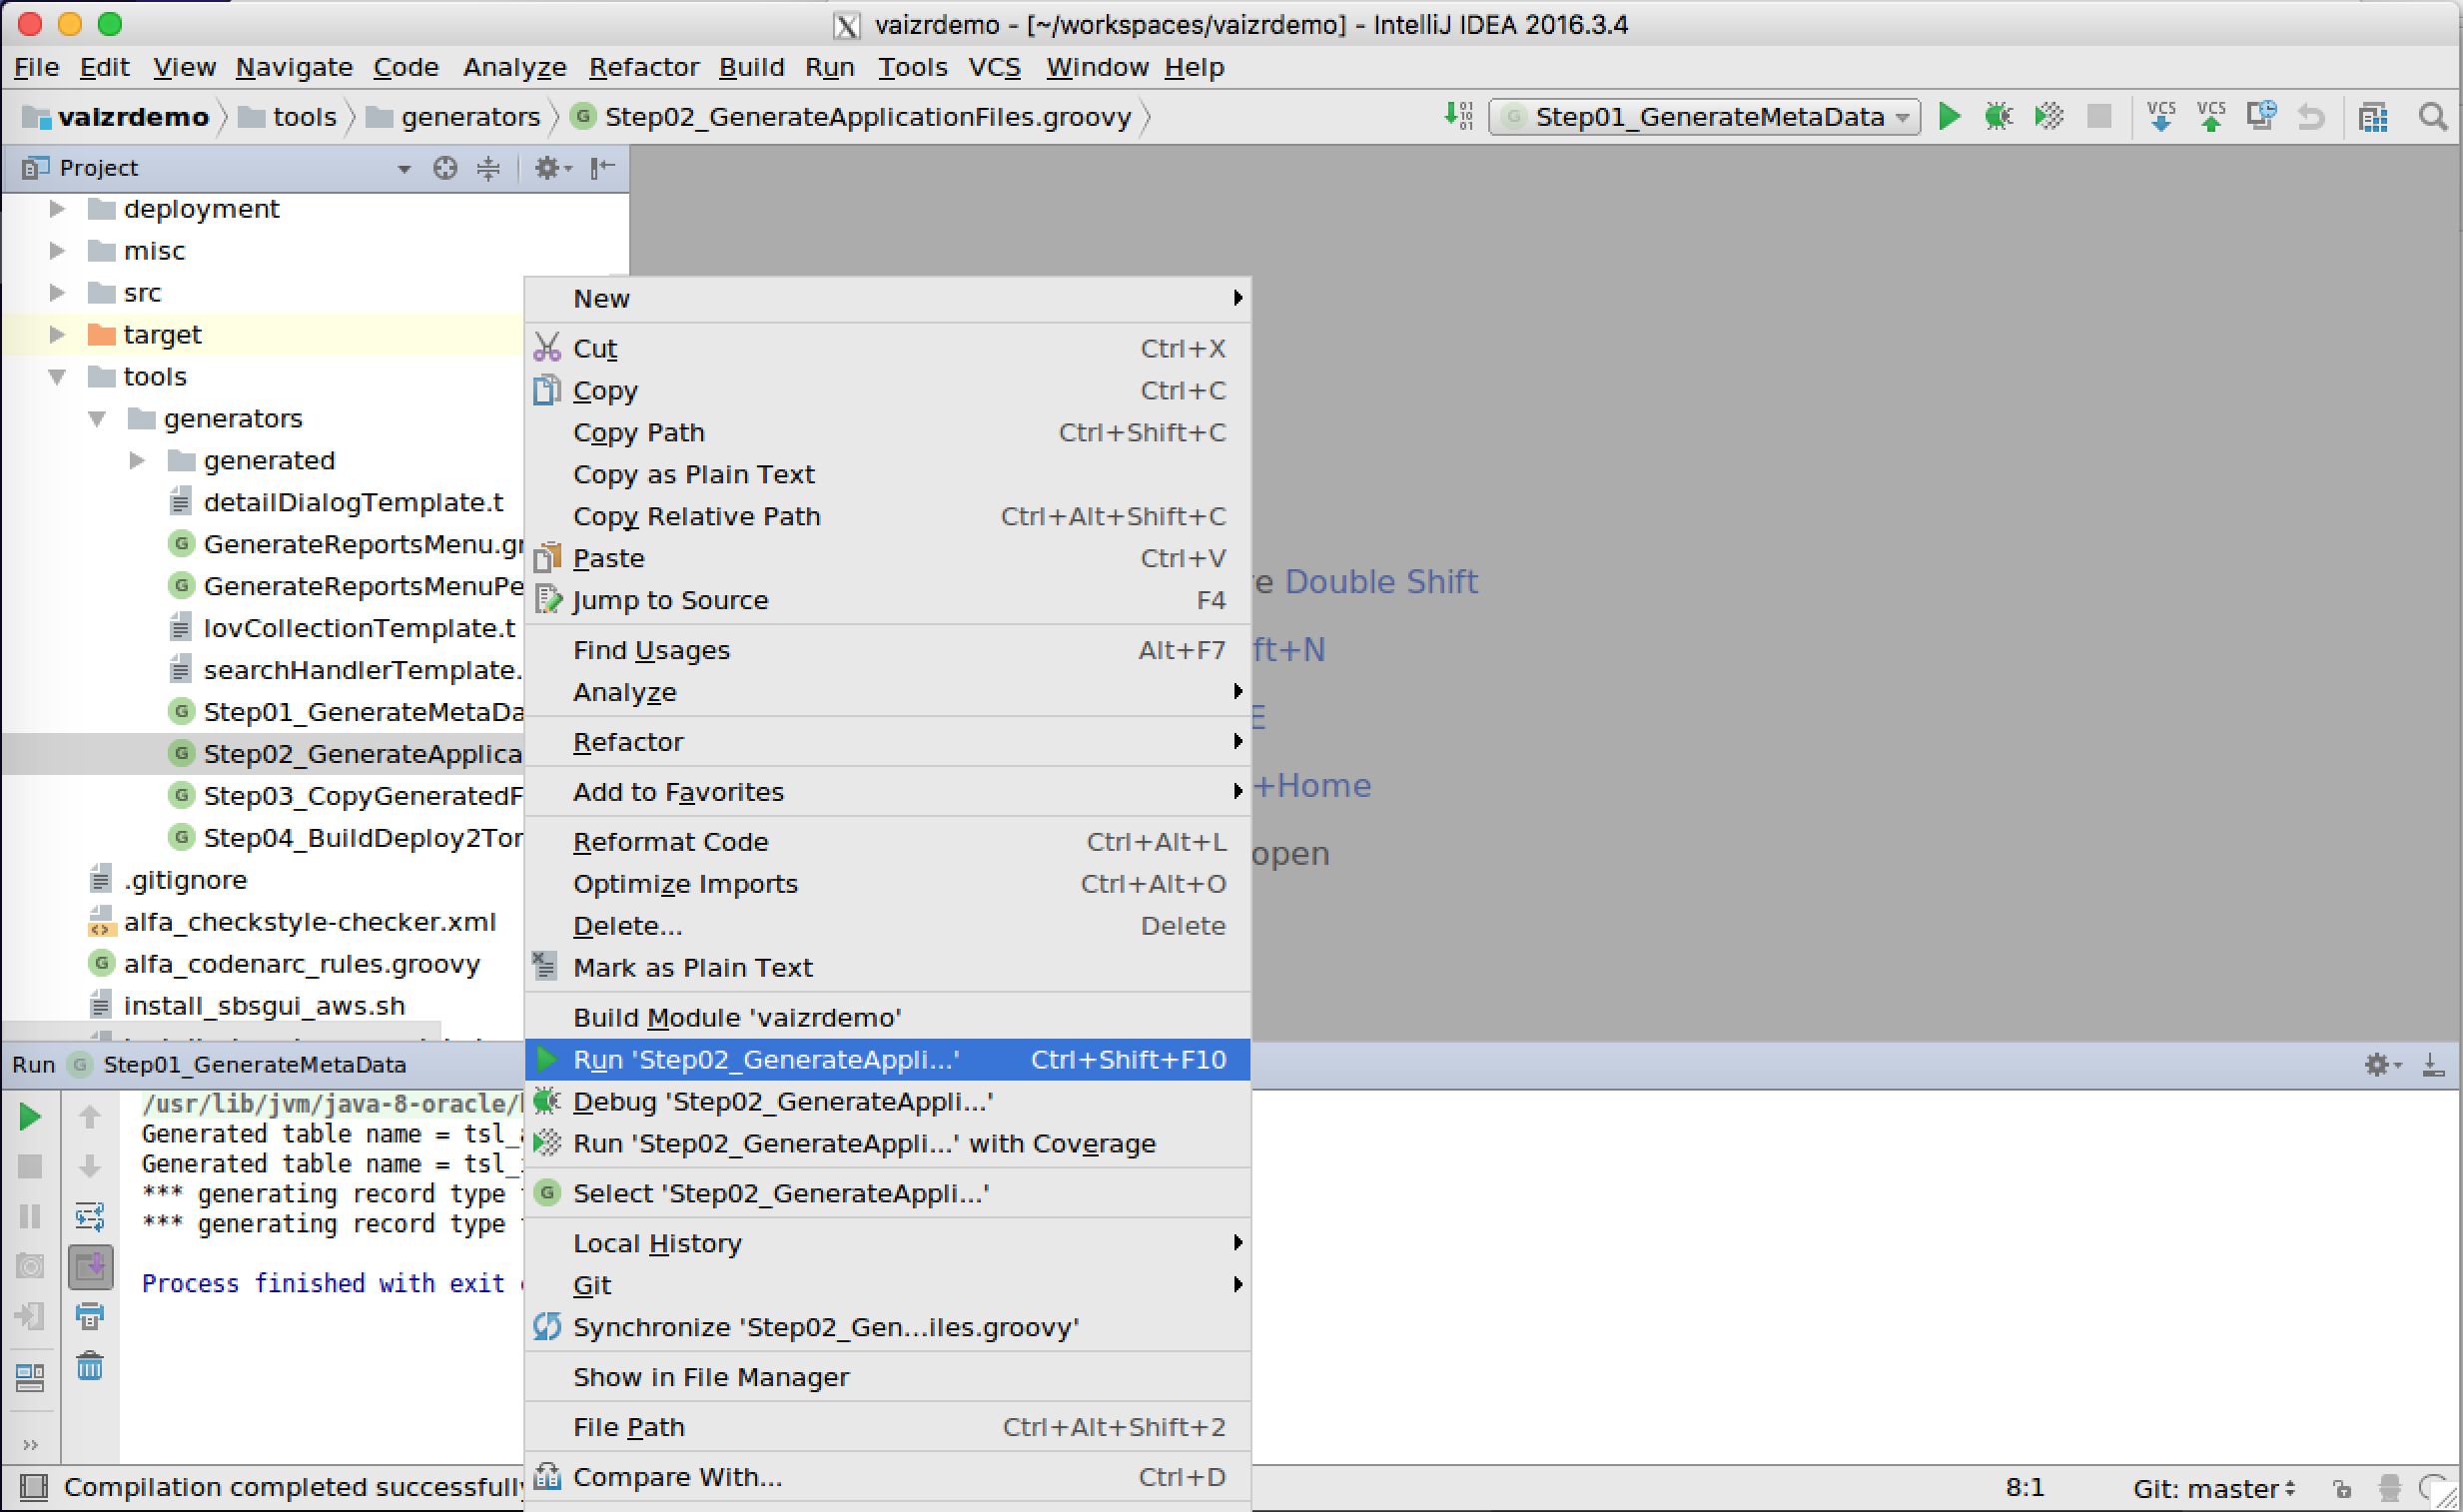 vaizrdemo - [~/workspaces/vaizrdemo] - IntelliJ IDEA 2016.3.4
File Edit View Navigate Code Analyze Refactor Build Run Tools VCS Window Help
vaizrdemo tools generators Step02_GenerateApplicationFiles.groovy Step01_GenerateMetaData VCS VCS
Project
deployment
misc
src
target
tools
generators
generated
detailDialogTemplate.t
GenerateReportsMenu.gr
GenerateReportsMenuPe
lovCollectionTemplate.t
searchHandlerTemplate.
Step01_GenerateMetaDa
Step02_GenerateApplica
Step03_CopyGeneratedF
Step04_BuildDeploy2Tor
.gitignore
alfa_checkstyle-checker.xml
alfa_codenarc_rules.groovy
install_sbsgui_aws.sh
New
Cut Ctrl+X
Copy Ctrl+C
Copy Path Ctrl+Shift+C
Copy as Plain Text
Copy Relative Path Ctrl+Alt+Shift+C
Paste Ctrl+V
Jump to Source F4
Find Usages Alt+F7
Analyze
Refactor
Add to Favorites
Reformat Code Ctrl+Alt+L
Optimize Imports Ctrl+Alt+O
Delete... Delete
Mark as Plain Text
Build Module 'vaizrdemo'
Run 'Step02_GenerateAppli...' Ctrl+Shift+F10
Debug 'Step02_GenerateAppli...'
Run 'Step02_GenerateAppli...' with Coverage
Select 'Step02_GenerateAppli...'
Local History
Git
Synchronize 'Step02_Gen...iles.groovy'
Show in File Manager
File Path Ctrl+Alt+Shift+2
Compare With... Ctrl+D
re Double Shift
ft+N
E
+Home
open
Run Step01_GenerateMetaData
/usr/lib/jvm/java-8-oracle/
Generated table name = tsl_
Generated table name = tsl_
*** generating record type
*** generating record type
Process finished with exit
Compilation completed successfully 8:1 Git: master